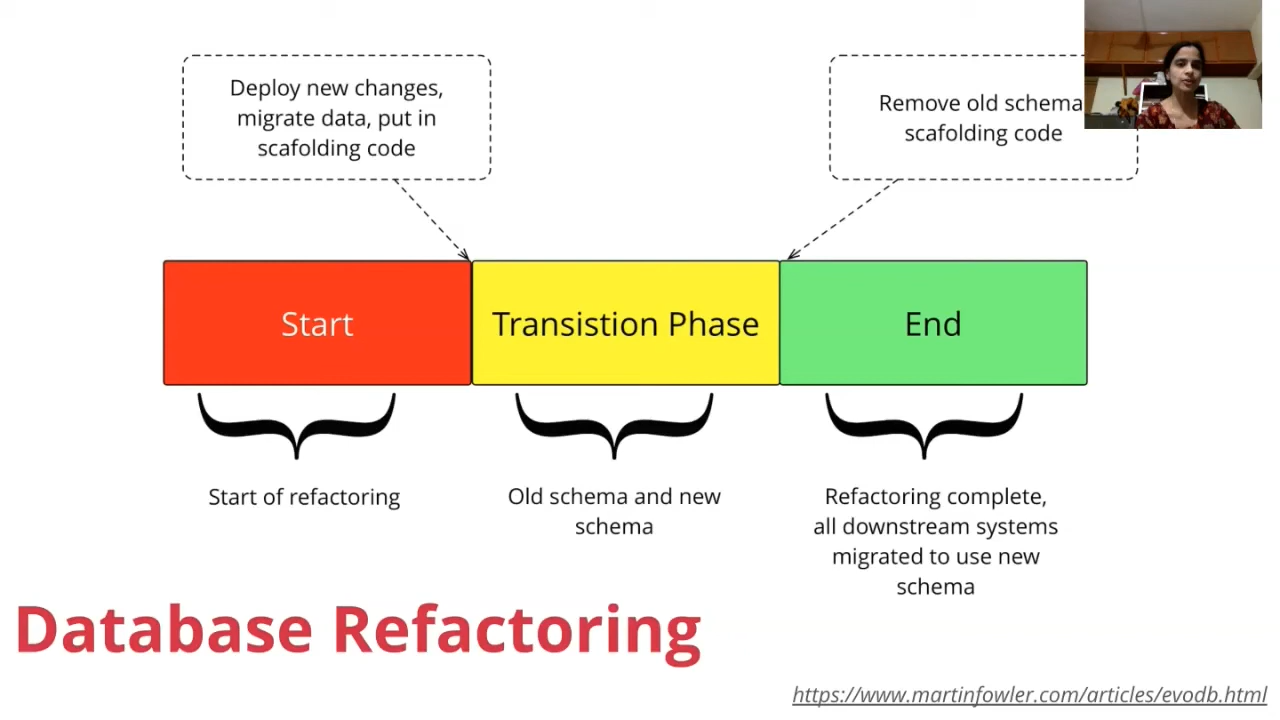 Deploy new changes,
migrate data, put in
scafolding code
Remove old schema
scafolding code
Start
Transistion Phase
End
Start of refactoring
Old schema and new
schema
Refactoring complete,
all downstream systems
migrated to use new
schema
Database Refactoring
https://www.martinfowler.com/articles/evodb.html